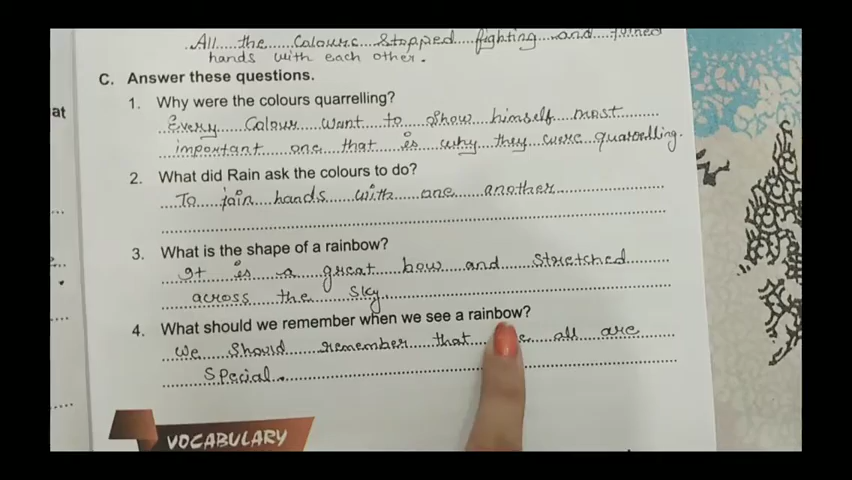 All the Colours Stopped fighting and joined
hands with each other.
at
C. Answer these questions.
1. Why were the colours quarrelling?
Every Colour want to show himself most
important one that is why they were quarrelling.
2. What did Rain ask the colours to do?
To join hands with one another
3. What is the shape of a rainbow?
It is a great bow and stretched
across the sky
4. What should we remember when we see a rainbow?
We should remember that all are
Special.
VOCABULARY